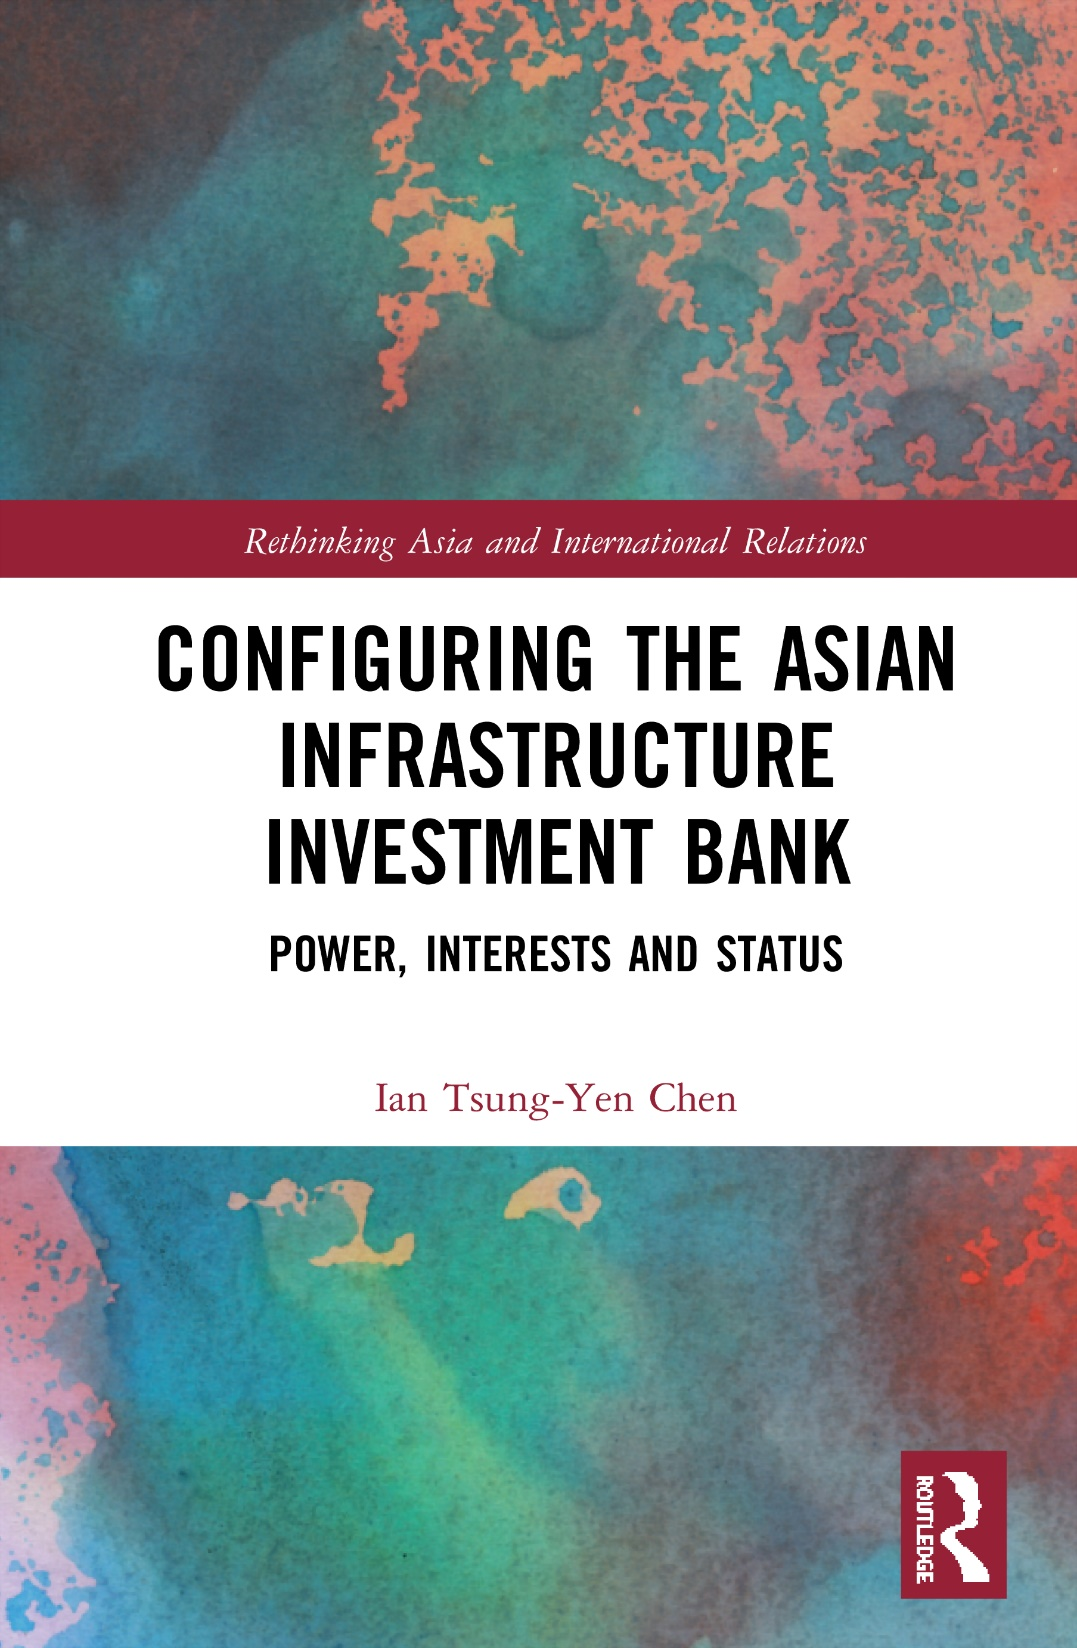 Rethinking Asia and International Relations
CONFIGURING THE ASIAN
INFRASTRUCTURE
INVESTMENT BANK
POWER, INTERESTS AND STATUS
Ian Tsung-Yen Chen
ROUTLEDGE